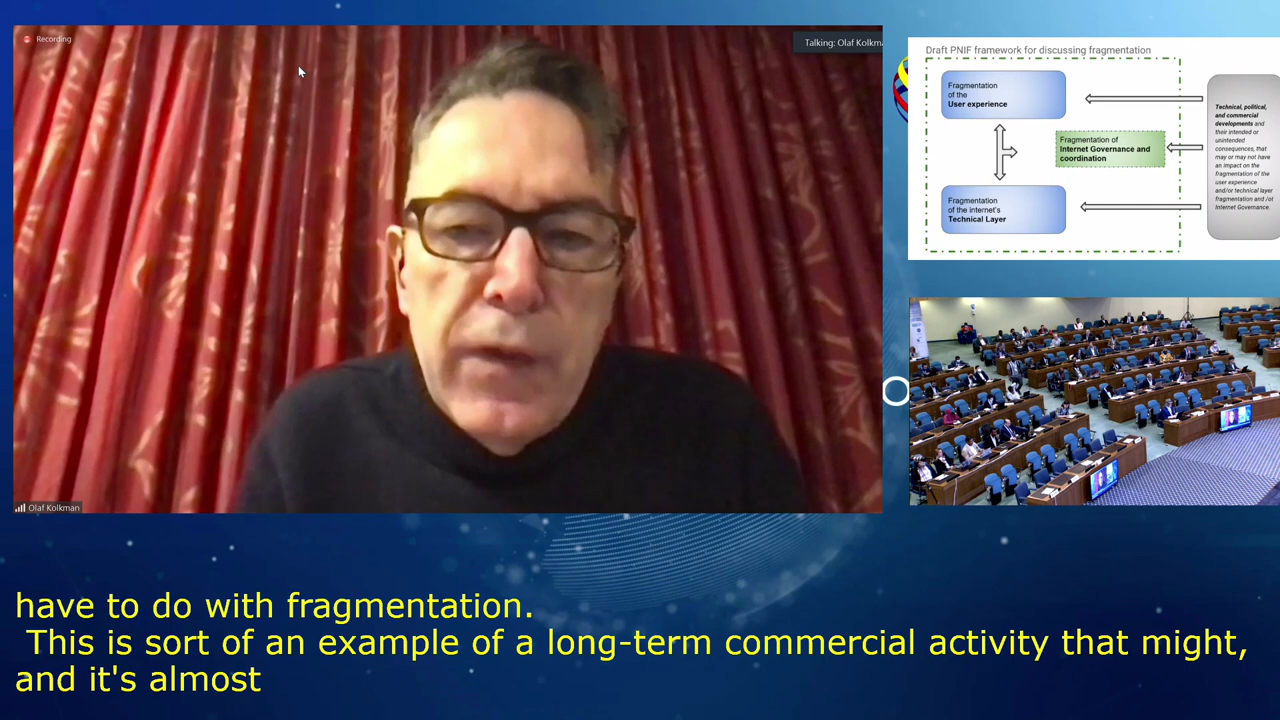 Recording
Talking: Olaf Kolkma
Olaf Kolkman
Draft PNIF framework for discussing fragmentation
Fragmentation
of the
User experience
Fragmentation of
Internet Governance and
coordination
Fragmentation
of the internet's
Technical Layer
Technical, political,
and commercial
developments and
their intended or
unintended
consequences, that
may or may not have
an impact on the
fragmentation of the
user experience
and/or technical layer
fragmentation and /ot
Internet Governance.
have to do with fragmentation.
This is sort of an example of a long-term commercial activity that might,
and it's almost